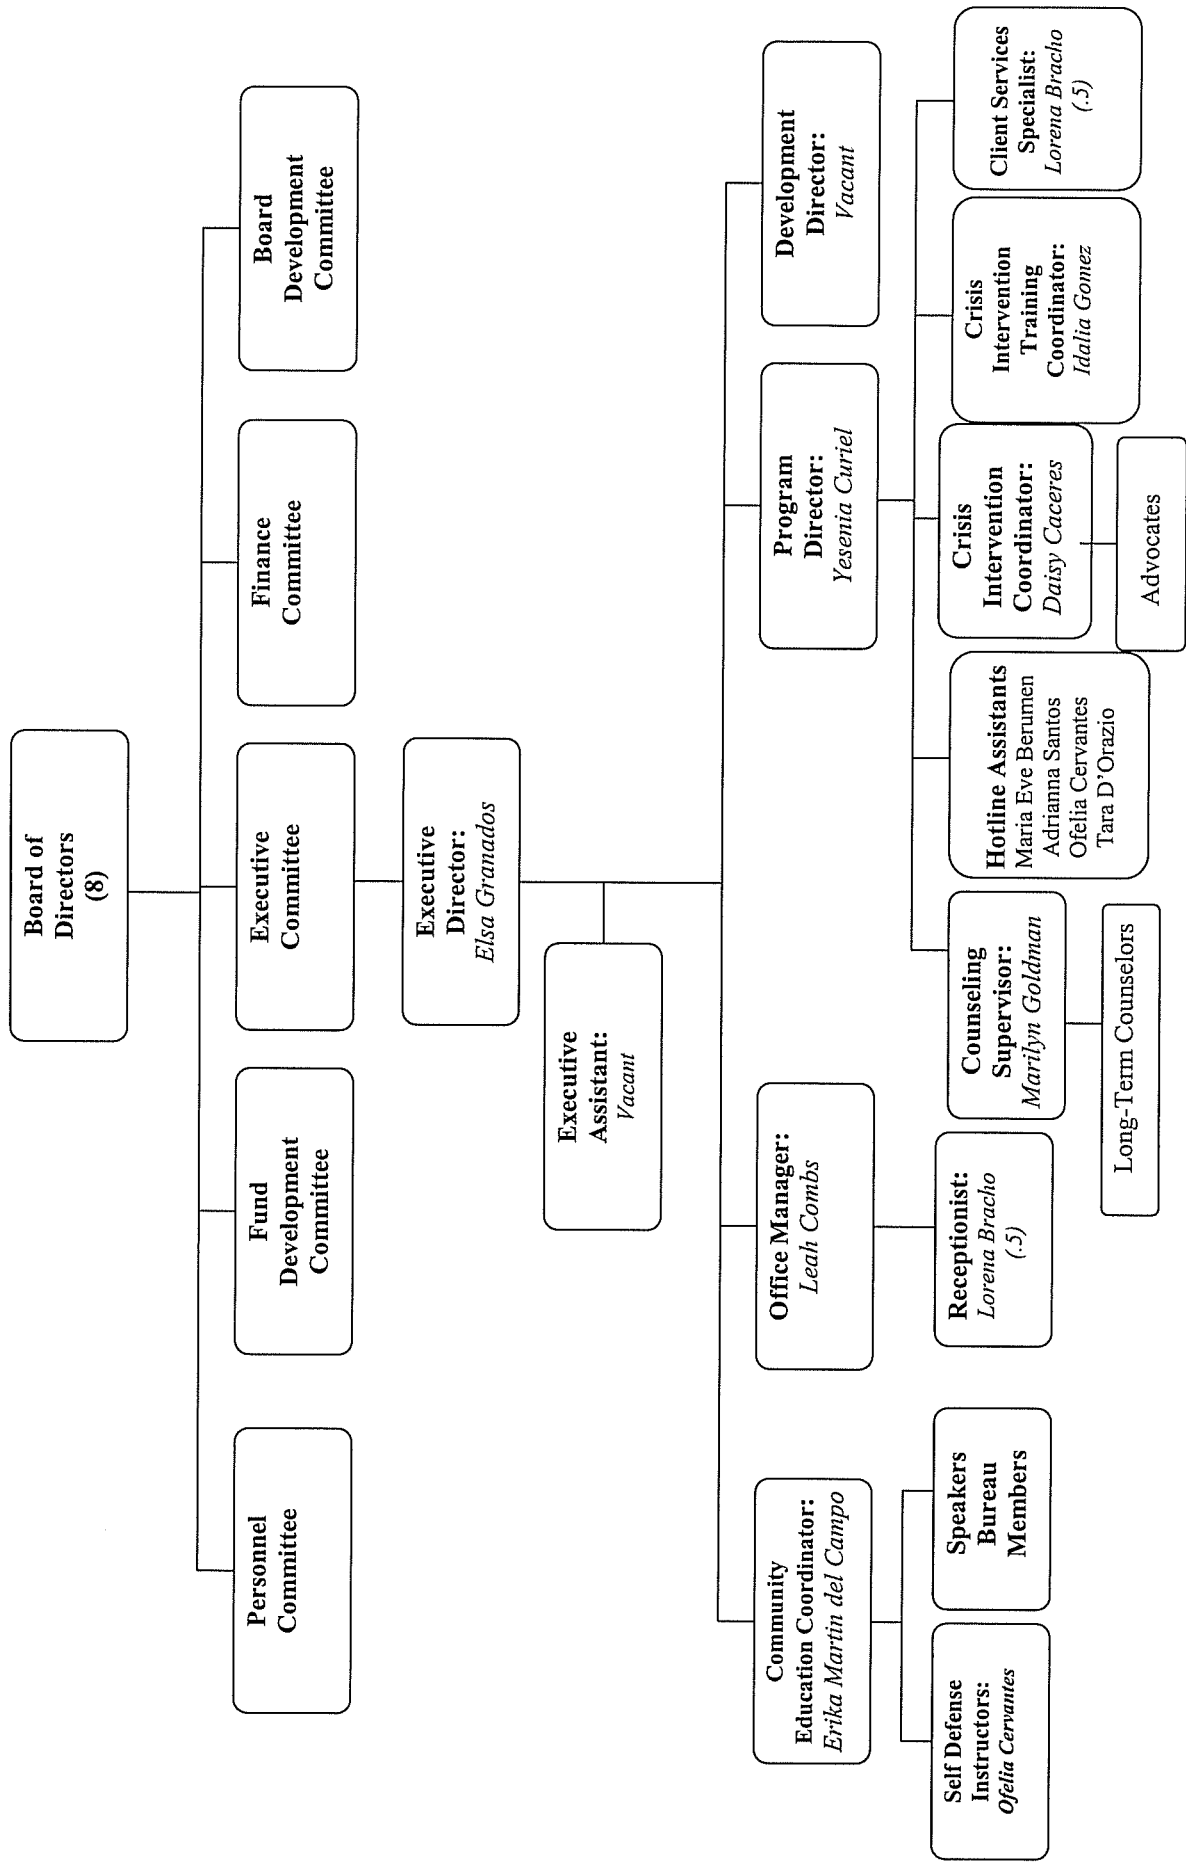 Board of
Directors
(8)
Personnel
Committee
Fund
Development
Committee
Executive
Committee
Finance
Committee
Board
Development
Committee
Executive
Director:
Elsa Granados
Executive
Assistant:
Vacant
Community
Education Coordinator:
Erika Martin del Campo
Office Manager:
Leah Combs
Program
Director:
Yesenia Curiel
Development
Director:
Vacant
Self Defense
Instructors:
Ofelia Cervantes
Speakers
Bureau
Members
Receptionist:
Lorena Bracho
(.5)
Counseling
Supervisor:
Marilyn Goldman
Hotline Assistants
Maria Eve Berumen
Adrianna Santos
Ofelia Cervantes
Tara D'Orazio
Crisis
Intervention
Coordinator:
Daisy Caceres
Crisis
Intervention
Training
Coordinator:
Idalia Gomez
Client Services
Specialist:
Lorena Bracho
(.5)
Long-Term Counselors
Advocates